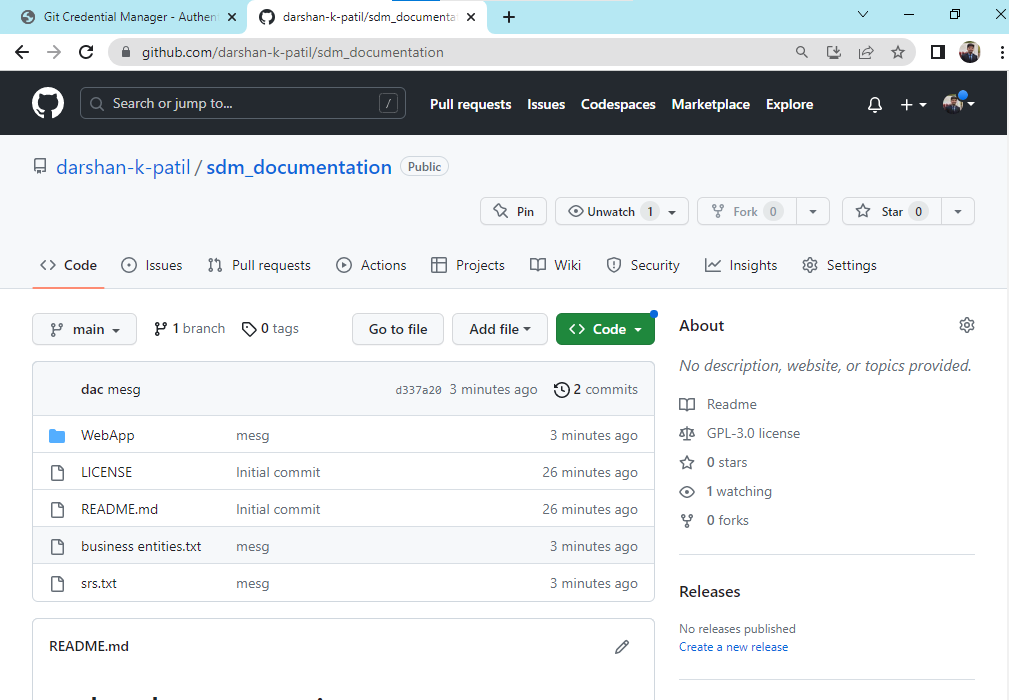 Git Credential Manager - Authen
darshan-k-patil/sdm_documenta
github.com/darshan-k-patil/sdm_documentation
Search or jump to... /
Pull requests Issues Codespaces Marketplace Explore
darshan-k-patil / sdm_documentation Public
Pin Unwatch 1 Fork 0 Star 0
Code Issues Pull requests Actions Projects Wiki Security Insights Settings
main 1 branch 0 tags Go to file Add file Code
dac mesg d337a20 3 minutes ago 2 commits
WebApp mesg 3 minutes ago
LICENSE Initial commit 26 minutes ago
README.md Initial commit 26 minutes ago
business entities.txt mesg 3 minutes ago
srs.txt mesg 3 minutes ago
README.md
About
No description, website, or topics provided.
Readme
GPL-3.0 license
0 stars
1 watching
0 forks
Releases
No releases published
Create a new release